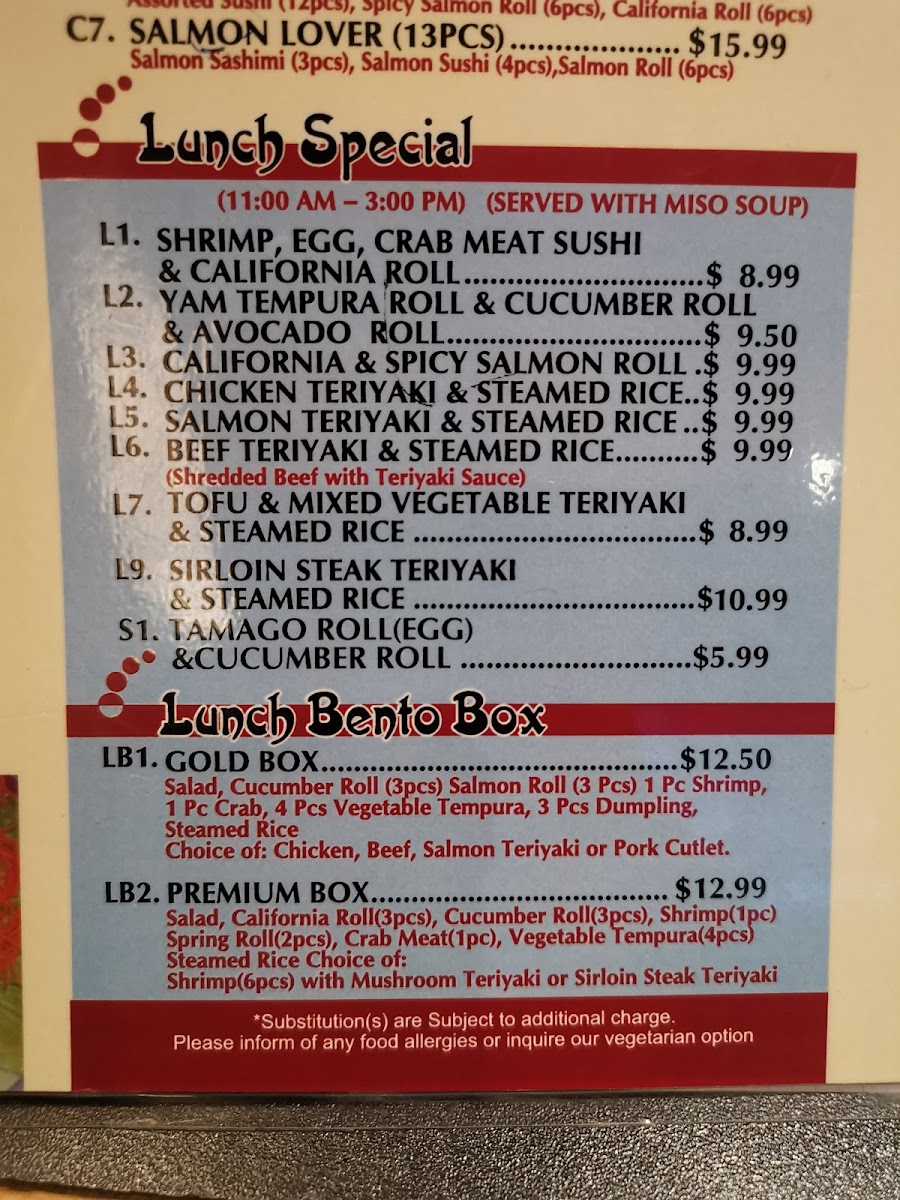 Assorted Sushi (12pcs), Spicy Salmon Roll (6pcs), California Roll (6pcs)
C7. SALMON LOVER (13PCS)................... $15.99
Salmon Sashimi (3pcs), Salmon Sushi (4pcs),Salmon Roll (6pcs)
Lunch Special
(11:00 AM – 3:00 PM) (SERVED WITH MISO SOUP)
L1. SHRIMP, EGG, CRAB MEAT SUSHI
& CALIFORNIA ROLL............................$ 8.99
L2. YAM TEMPURA ROLL & CUCUMBER ROLL
& AVOCADO ROLL..............................$ 9.50
L3. CALIFORNIA & SPICY SALMON ROLL .$ 9.99
L4. CHICKEN TERIYAKI & STEAMED RICE..$ 9.99
L5. SALMON TERIYAKI & STEAMED RICE ..$ 9.99
L6. BEEF TERIYAKI & STEAMED RICE..........$ 9.99
(Shredded Beef with Teriyaki Sauce)
L7. TOFU & MIXED VEGETABLE TERIYAKI
& STEAMED RICE ..................................$ 8.99
L9. SIRLOIN STEAK TERIYAKI
& STEAMED RICE ..................................$10.99
S1. TAMAGO ROLL(EGG)
&CUCUMBER ROLL ............................$5.99
Lunch Bento Box
LB1. GOLD BOX...........................................$12.50
Salad, Cucumber Roll (3pcs) Salmon Roll (3 Pcs) 1 Pc Shrimp,
1 Pc Crab, 4 Pcs Vegetable Tempura, 3 Pcs Dumpling,
Steamed Rice
Choice of: Chicken, Beef, Salmon Teriyaki or Pork Cutlet.
LB2. PREMIUM BOX.................................... $12.99
Salad, California Roll(3pcs), Cucumber Roll(3pcs), Shrimp(1pc)
Spring Roll(2pcs), Crab Meat(1pc), Vegetable Tempura(4pcs)
Steamed Rice Choice of:
Shrimp(6pcs) with Mushroom Teriyaki or Sirloin Steak Teriyaki
*Substitution(s) are Subject to additional charge.
Please inform of any food allergies or inquire our vegetarian option